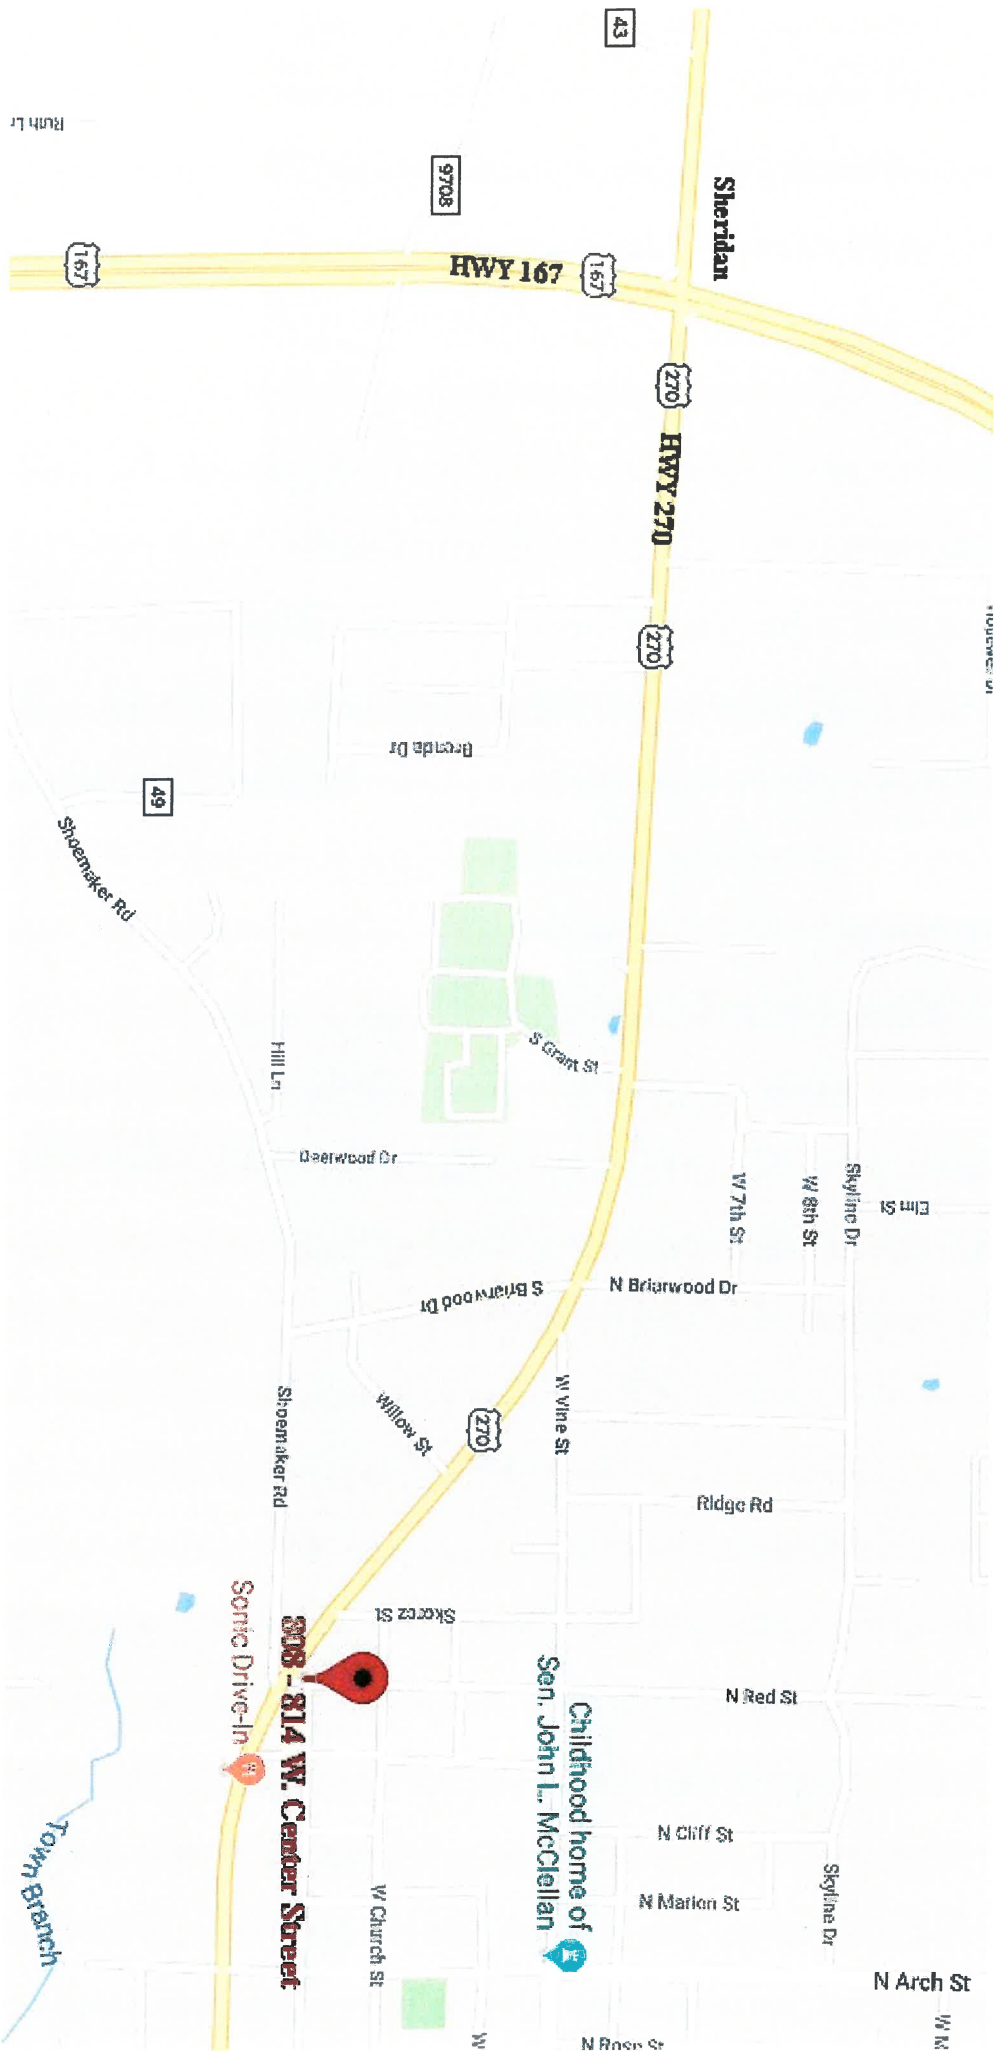 43
Ruth Ln
9708
Sheridan
167
HWY 167
167
270
HWY 270
270
Brenda Dr
49
Shoemaker Rd
S Grant St
Hill Ln
Deerwood Dr
W 7th St
W 8th St
Skyline Dr
Elm St
S Briarwood Dr
N Briarwood Dr
Willow St
270
W Vine St
Shoemaker Rd
Ridge Rd
Skeez St
Sonic Drive-In
808 - 814 W. Center Street
N Red St
Childhood home of
Sen. John L. McClellan
N Cliff St
N Marion St
Skyline Dr
W Church St
Town Branch
N Arch St
W M
W
N Rose St